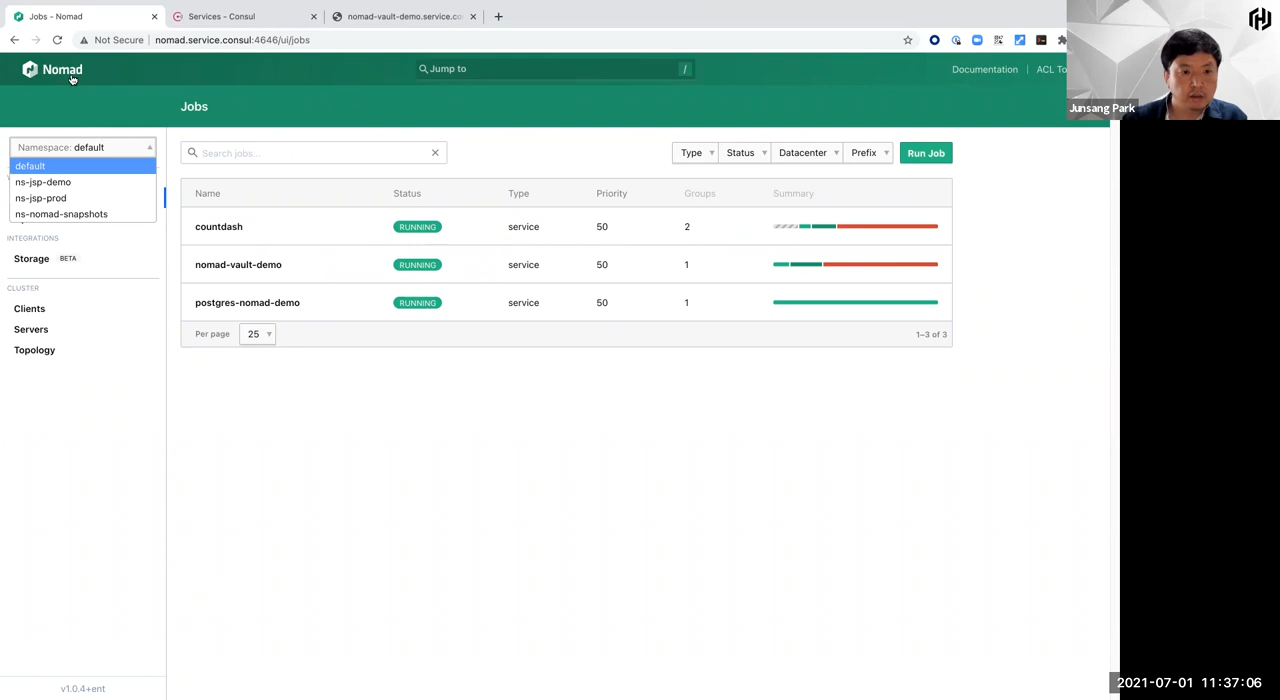 Jobs - Nomad
Services - Consul
nomad-vault-demo.service.co
Not Secure
nomad.service.consul:4646/ui/jobs
Nomad
Jump to
/
Documentation
ACL To
Junsang Park
Jobs
Namespace: default
default
ns-jsp-demo
ns-jsp-prod
ns-nomad-snapshots
INTEGRATIONS
Storage BETA
CLUSTER
Clients
Servers
Topology
Search jobs...
Type
Status
Datacenter
Prefix
Run Job
Name Status Type Priority Groups Summary
countdash RUNNING service 50 2
nomad-vault-demo RUNNING service 50 1
postgres-nomad-demo RUNNING service 50 1
Per page 25 1–3 of 3
v1.0.4+ent
2021-07-01 11:37:06